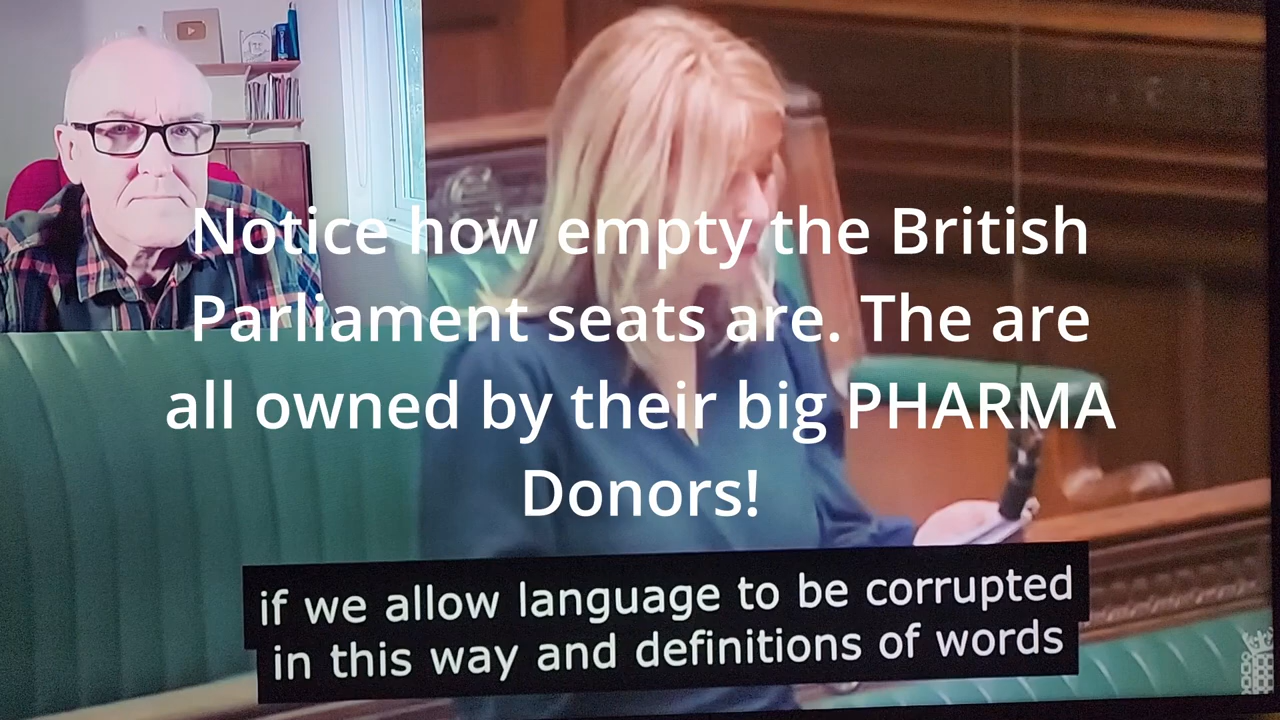 Notice how empty the British
Parliament seats are. The are
all owned by their big PHARMA
Donors!
if we allow language to be corrupted
in this way and definitions of words